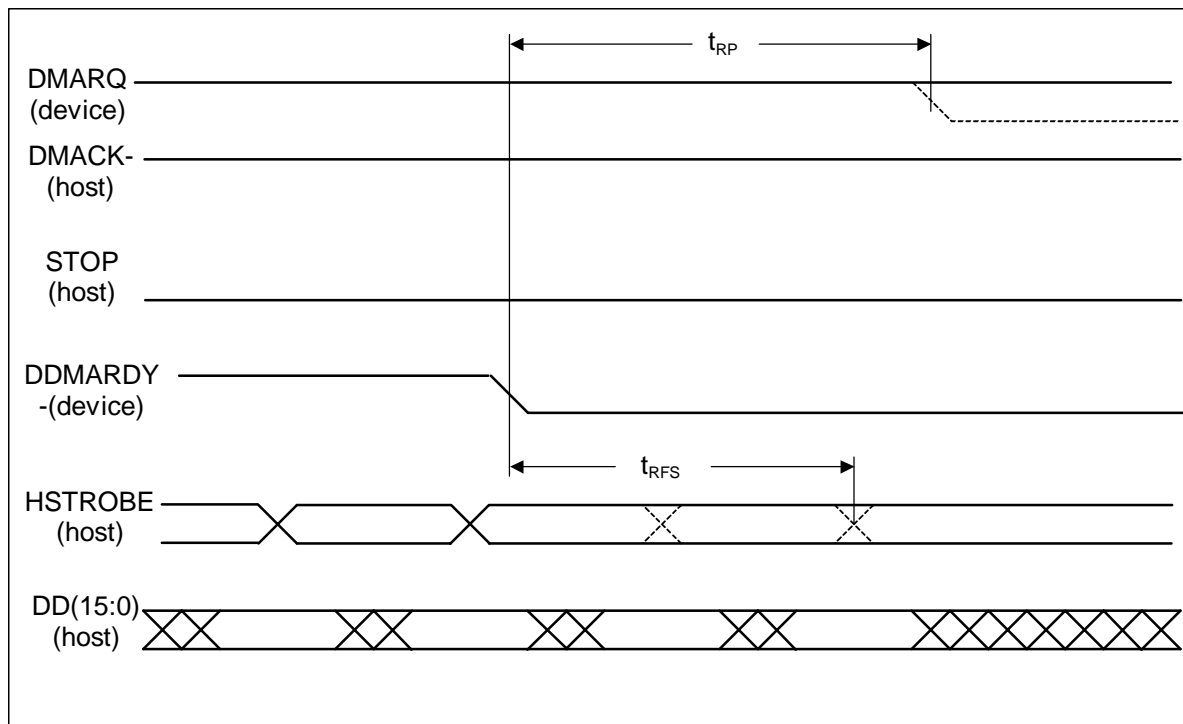 tRP
DMARQ
(device)
DMACK-
(host)
STOP
(host)
DDMARDY
-(device)
tRFS
HSTROBE
(host)
DD(15:0)
(host)